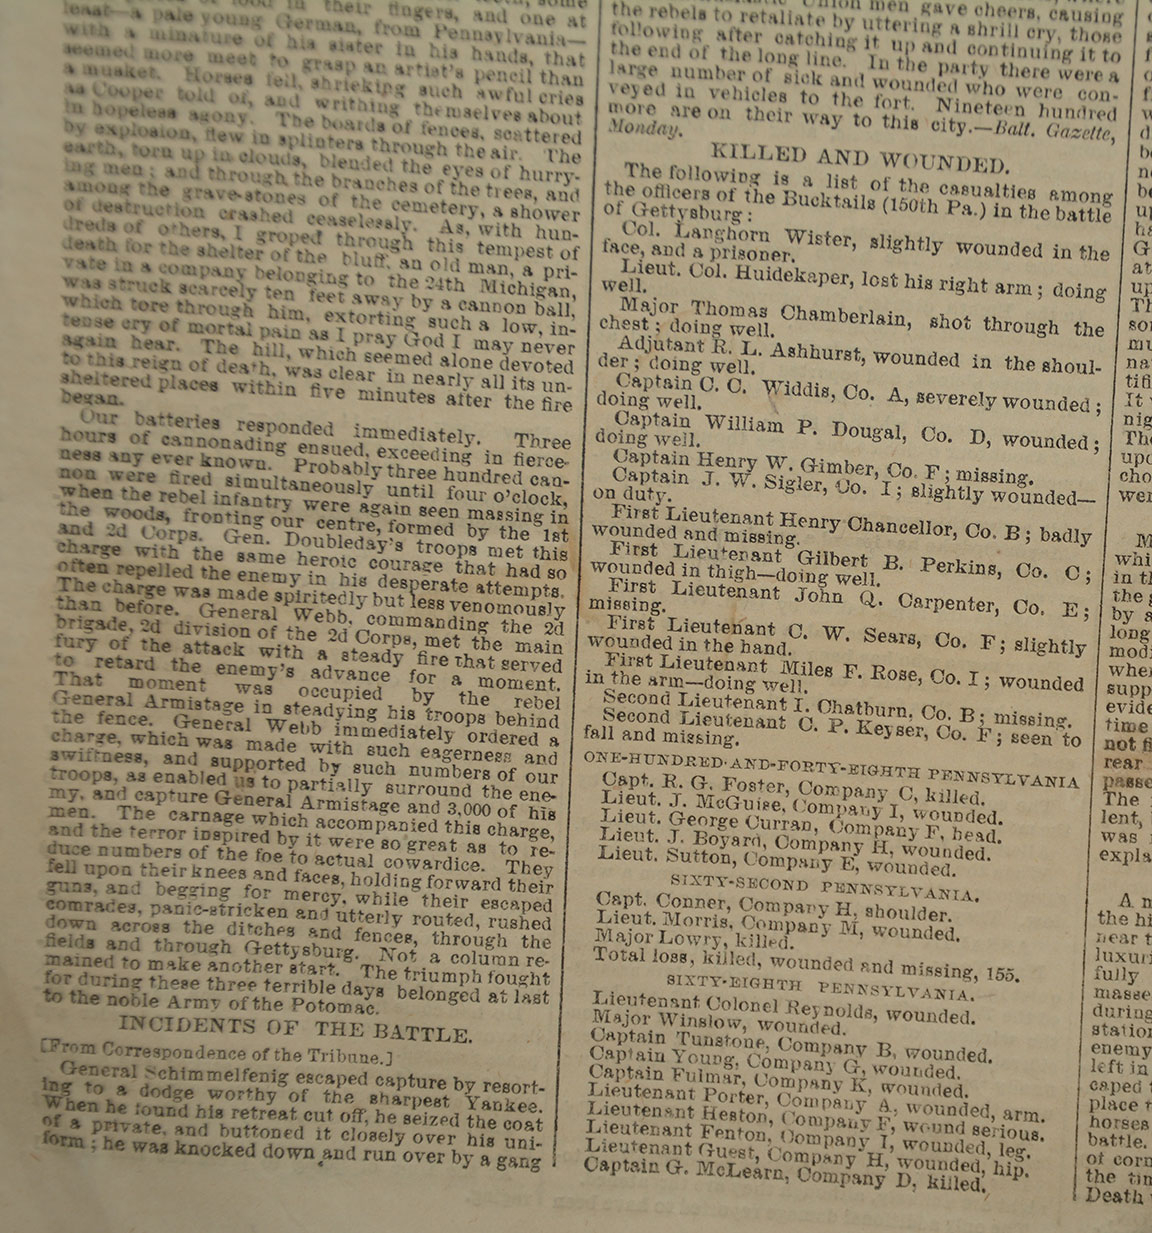 least—a pale young German, from Pennsylvania—
with a minature of his sister in his hands, that
seemed more meet to grasp an artist's pencil than
a musket. Horses fell, shrieking such awful cries
as Cooper told of, and writhing themselves about
in hopeless agony. The boards of fences, scattered
by explosion, flew in splinters through the air. The
earth, torn up in clouds, blended the eyes of hurry-
ing men; and through the branches of the trees, and
among the grave-stones of the cemetery, a shower
of destruction crashed ceaselessly. As, with hun-
dreds of others, I groped through this tempest of
death for the shelter of the bluff, an old man, a pri-
vate in a company belonging to the 24th Michigan,
was struck scarcely ten feet away by a cannon ball,
which tore through him, extorting such a low, in-
tense cry of mortal pain as I pray God I may never
again hear. The hill, which seemed alone devoted
to this reign of death, was clear in nearly all its un-
sheltered places within five minutes after the fire
began.
Our batteries responded immediately. Three
hours of cannonading ensued, exceeding in fierce-
ness any ever known. Probably three hundred can-
non were fired simultaneously until four o'clock,
when the rebel infantry were again seen massing in
the woods, fronting our centre, formed by the 1st
and 2d Corps. Gen. Doubleday's troops met this
charge with the same heroic courage that had so
often repelled the enemy in his desperate attempts.
The charge was made spiritedly but less venomously
than before. General Webb, commanding the 2d
brigade, 2d division of the 2d Corps, met the main
fury of the attack with a steady fire that served
to retard the enemy's advance for a moment.
That moment was occupied by the rebel
General Armistage in steadying his troops behind
the fence. General Webb immediately ordered a
charge, which was made with such eagerness and
swiftness, and supported by such numbers of our
troops, as enabled us to partially surround the ene-
my, and capture General Armistage and 3,000 of his
men. The carnage which accompanied this charge,
and the terror inspired by it were so great as to re-
duce numbers of the foe to actual cowardice. They
fell upon their knees and faces, holding forward their
guns, and begging for mercy, while their escaped
comrades, panic-stricken and utterly routed, rushed
down across the ditches and fences, through the
fields and through Gettysburg. Not a column re-
mained to make another start. The triumph fought
for during these three terrible days belonged at last
to the noble Army of the Potomac.
INCIDENTS OF THE BATTLE.
[From Correspondence of the Tribune.]
General Schimmelfenig escaped capture by resort-
ing to a dodge worthy of the sharpest Yankee.
When he found his retreat cut off, he seized the coat
of a private, and buttoned it closely over his uni-
form; he was knocked down and run over by a gang
Union men gave cheers, causing
the rebels to retaliate by uttering a shrill cry, those
following after catching it up and continuing it to
the end of the long line. In the party there were a
large number of sick and wounded who were con-
veyed in vehicles to the fort. Nineteen hundred
more are on their way to this city.—Balt. Gazette,
Monday.
KILLED AND WOUNDED.
The following is a list of the casualties among
the officers of the Bucktails (150th Pa.) in the battle
of Gettysburg:
Col. Langhorn Wister, slightly wounded in the
face, and a prisoner.
Lieut. Col. Huidekaper, lost his right arm; doing
well.
Major Thomas Chamberlain, shot through the
chest; doing well.
Adjutant R. L. Ashhurst, wounded in the shoul-
der; doing well.
Captain C. C. Widdis, Co. A, severely wounded;
doing well.
Captain William P. Dougal, Co. D, wounded;
doing well.
Captain Henry W. Gimber, Co. F; missing.
Captain J. W. Sigler, Co. I; slightly wounded—
on duty.
First Lieutenant Henry Chancellor, Co. B; badly
wounded and missing.
First Lieutenant Gilbert B. Perkins, Co. C;
wounded in thigh—doing well.
First Lieutenant John Q. Carpenter, Co. E;
missing.
First Lieutenant C. W. Sears, Co. F; slightly
wounded in the hand.
First Lieutenant Miles F. Rose, Co. I; wounded
in the arm—doing well.
Second Lieutenant I. Chatburn, Co. B; missing.
Second Lieutenant C. P. Keyser, Co. F; seen to
fall and missing.
ONE-HUNDRED-AND-FORTY-EIGHTH PENNSYLVANIA
Capt. R. G. Foster, Company C, killed.
Lieut. J. McGuise, Company I, wounded.
Lieut. George Curran, Company F, head.
Lieut. J. Boyard, Company H, wounded.
Lieut. Sutton, Company E, wounded.
SIXTY-SECOND PENNSYLVANIA.
Capt. Conner, Company H, shoulder.
Lieut. Morris, Company M, wounded.
Major Lowry, killed.
Total loss, killed, wounded and missing, 155.
SIXTY-EIGHTH PENNSYLVANIA.
Lieutenant Colonel Reynolds, wounded.
Major Winslow, wounded.
Captain Tunstone, Company B, wounded.
Captain Young, Company G, wounded.
Captain Fulmar, Company K, wounded.
Lieutenant Porter, Company A, wounded, arm.
Lieutenant Heston, Company F, wound serious.
Lieutenant Fenton, Company I, wounded, leg.
Lieutenant Guest, Company H, wounded, hip.
Captain G. McLearn, Company D, killed.